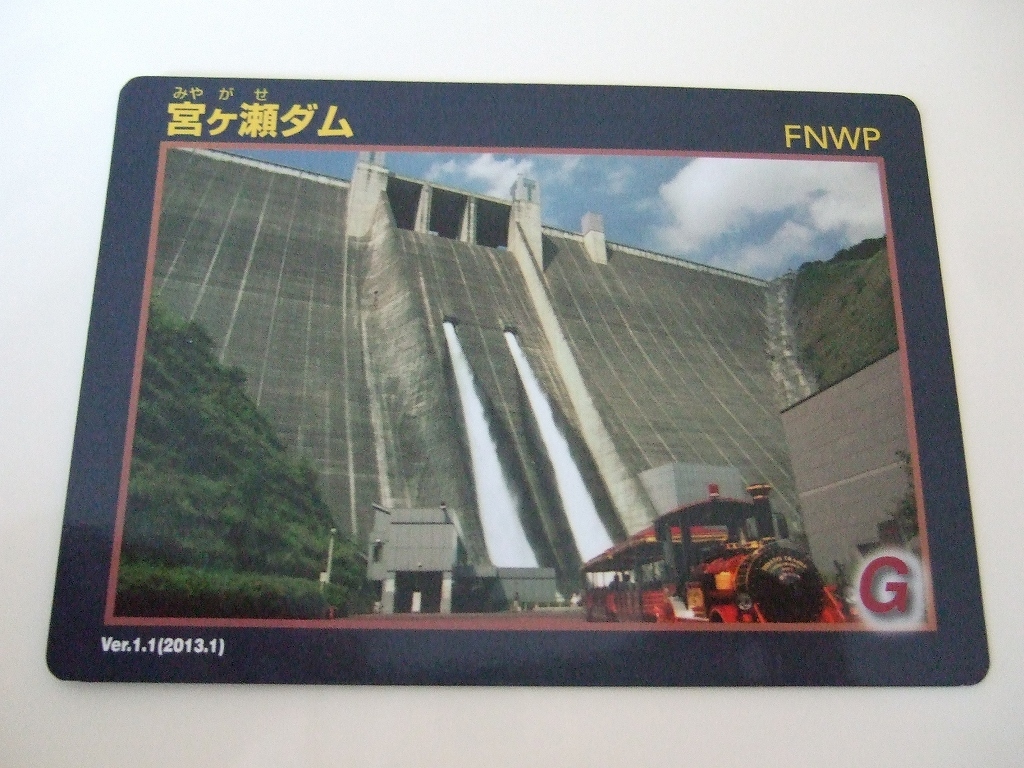 みや が せ
宮ヶ瀬ダム
FNWP
G
Ver.1.1(2013.1)